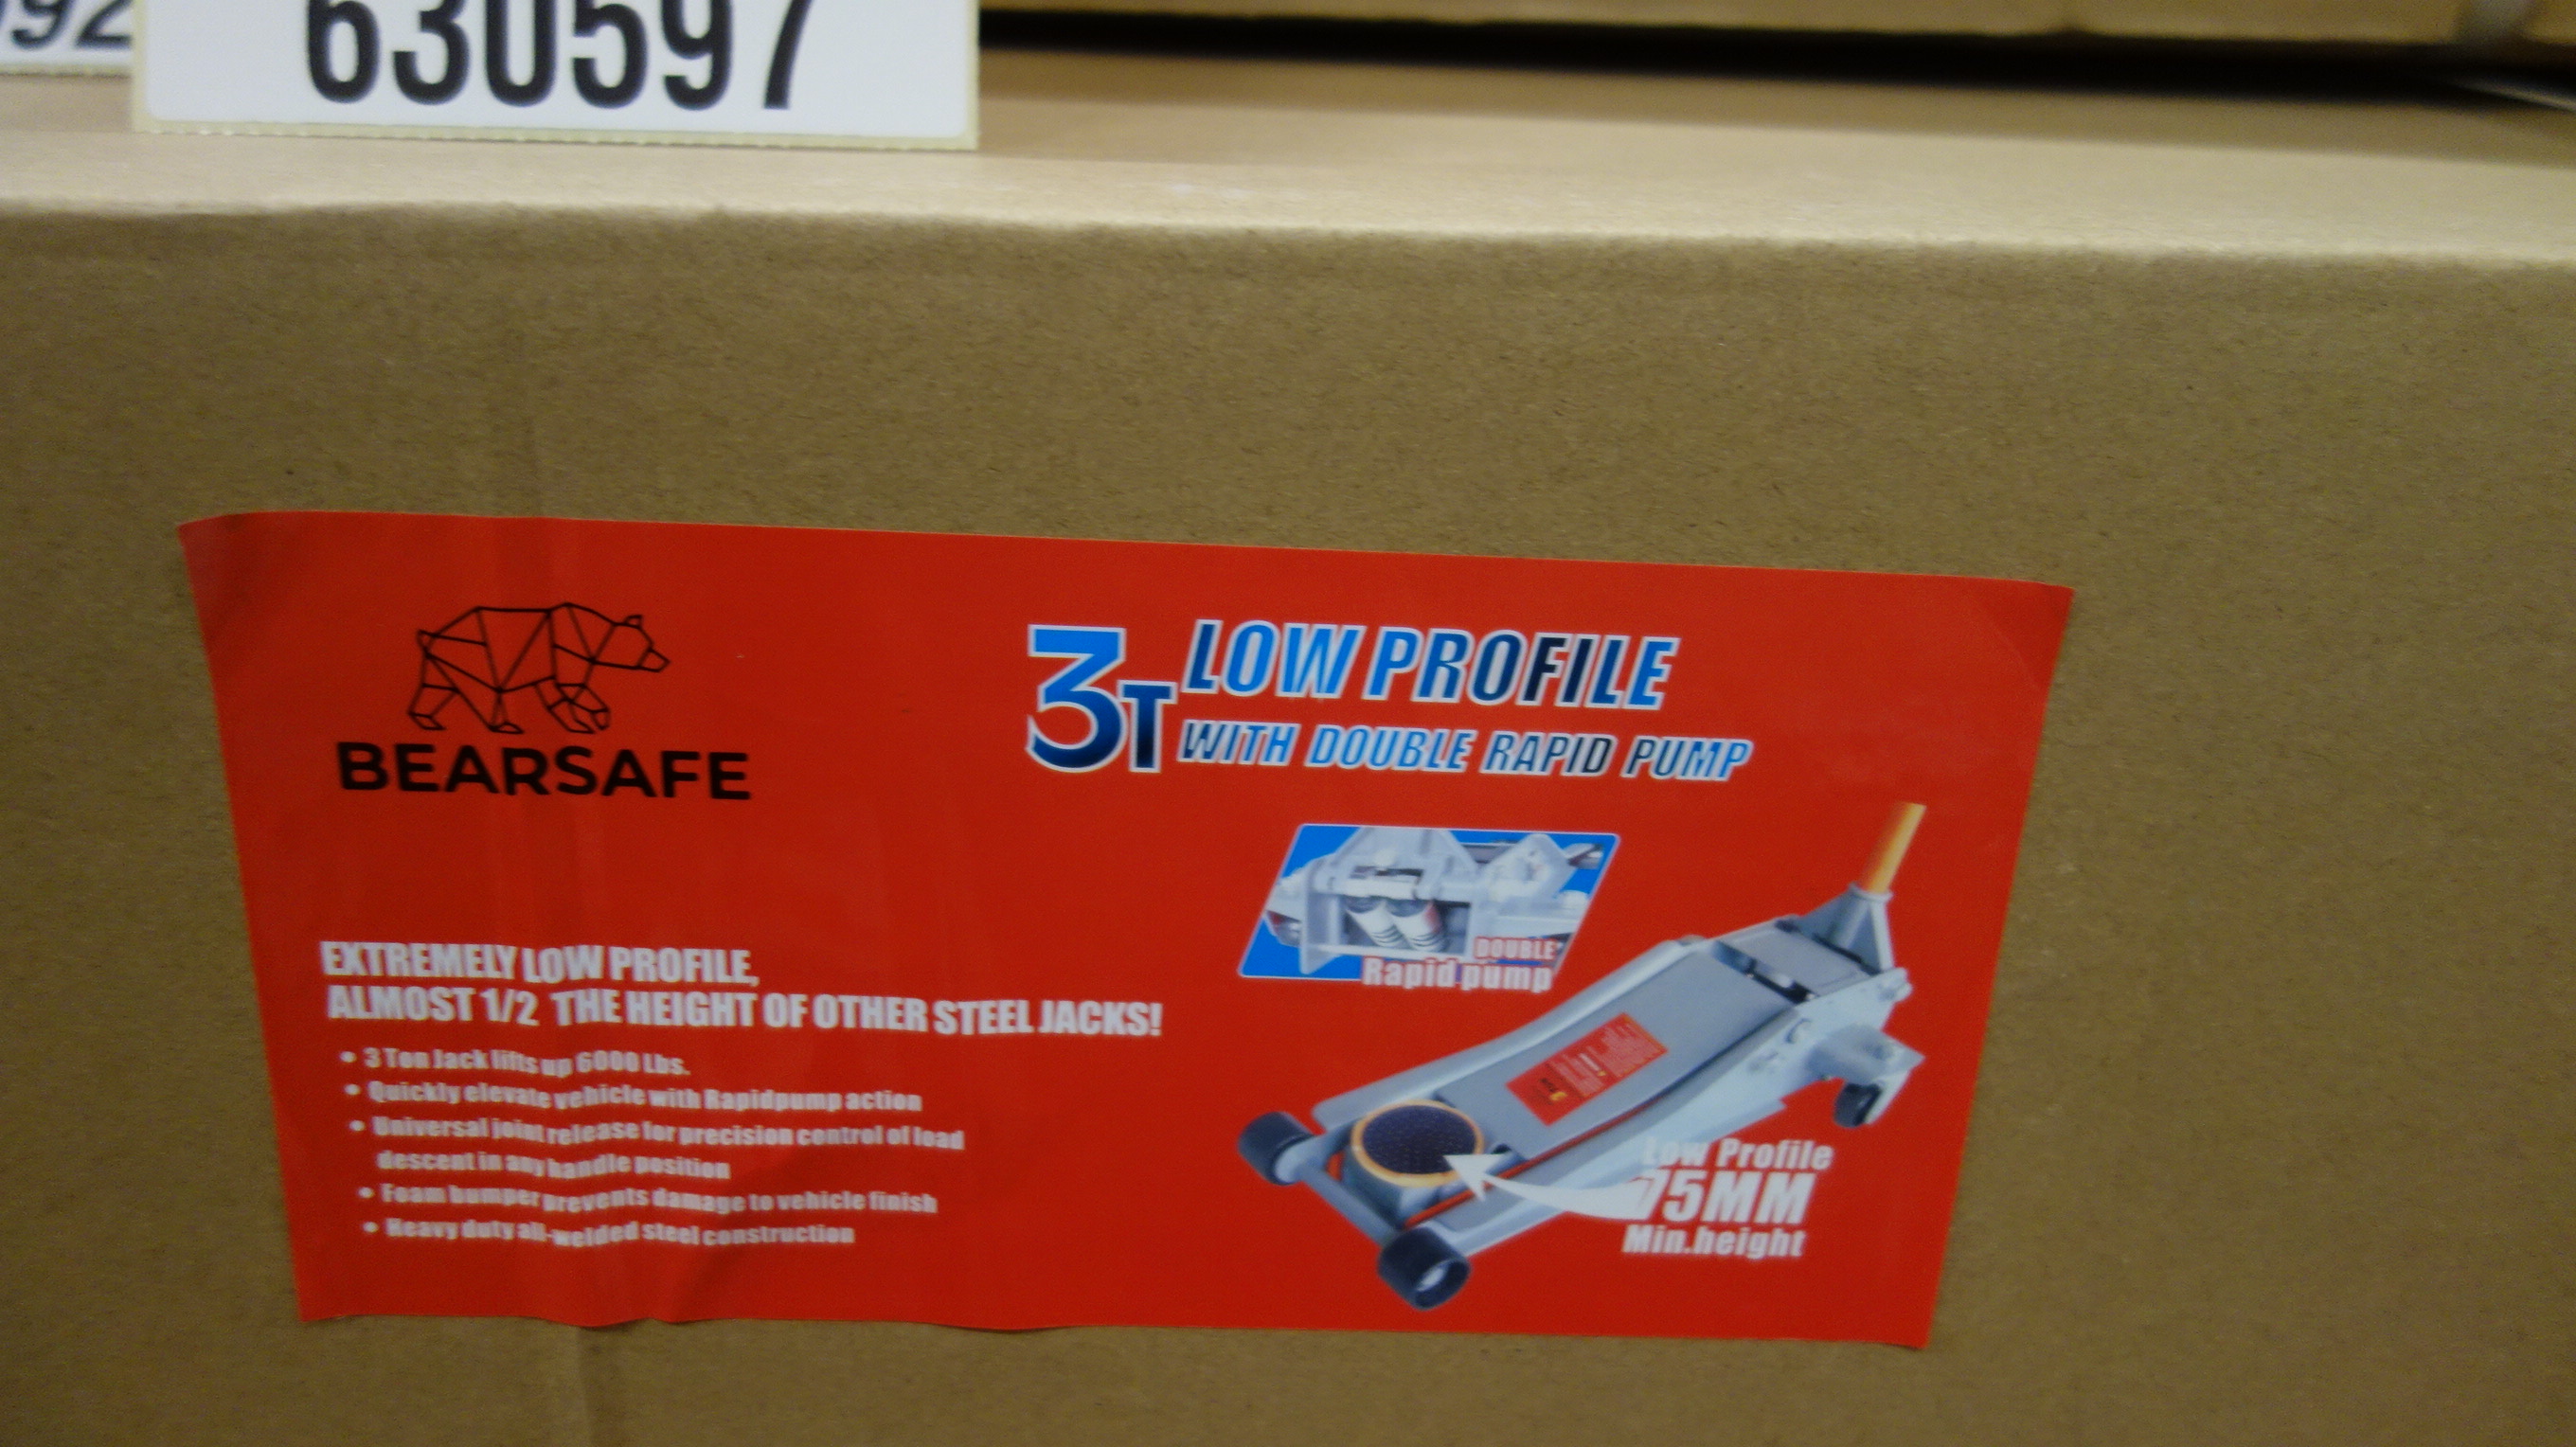 92
630597
BEARSAFE
3T LOW PROFILE
WITH DOUBLE RAPID PUMP
DOUBLE
Rapid pump
EXTREMELY LOW PROFILE,
ALMOST 1/2 THE HEIGHT OF OTHER STEEL JACKS!
• 3 Ton Jack lifts up 6000 Lbs.
• Quickly elevate vehicle with Rapidpump action
• Universal joint release for precision control of load
descent in any handle position
• Foam bumper prevents damage to vehicle finish
• Heavy duty all-welded steel construction
Low Profile
75MM
Min.height